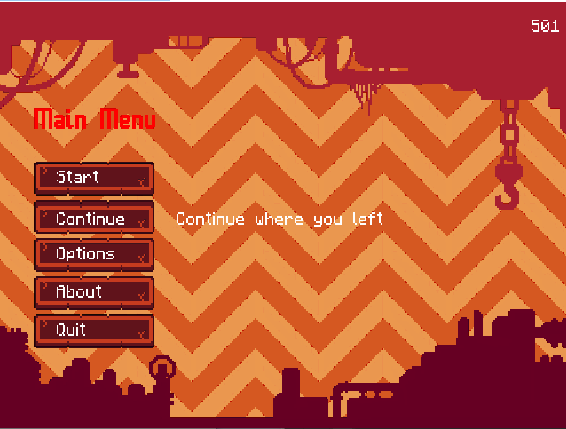 501
Main Menu
Start
Continue
Continue where you left
Options
About
Quit